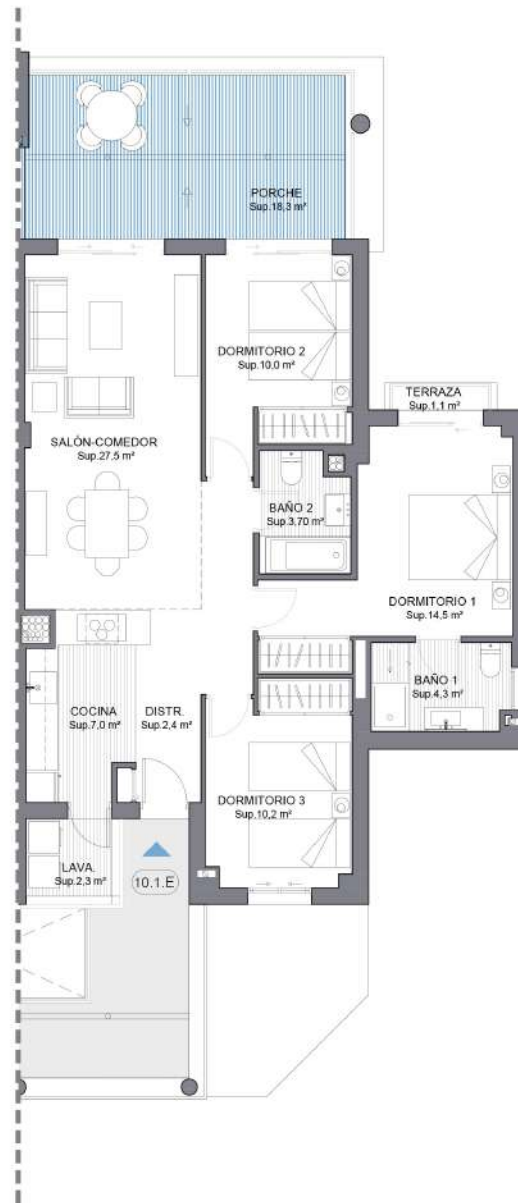 PORCHE
Sup.18,3 m²
DORMITORIO 2
Sup.10,0 m²
TERRAZA
Sup.1,1 m²
SALÓN-COMEDOR
Sup.27,5 m²
BAÑO 2
Sup.3,70 m²
DORMITORIO 1
Sup.14,5 m²
BAÑO 1
Sup.4,3 m²
COCINA
Sup.7,0 m²
DISTR.
Sup.2,4 m²
DORMITORIO 3
Sup.10,2 m²
LAVA.
Sup.2,3 m²
10.1.E